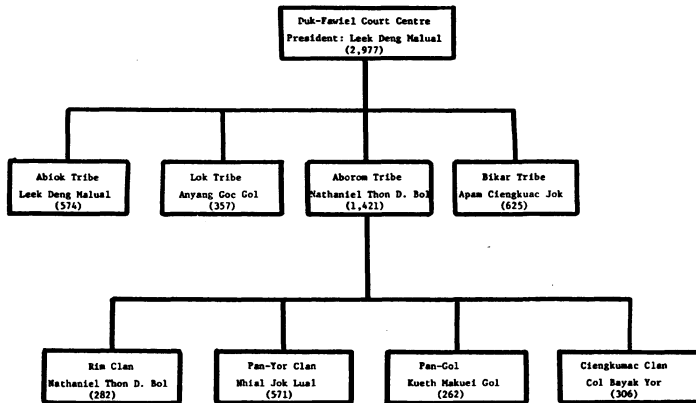 Duk-Fawiel Court Centre
President: Leek Deng Malual
(2,977)
Abiok Tribe
Leek Deng Malual
(574)
Lok Tribe
Anyang Goc Gol
(357)
Aborom Tribe
Nathaniel Thon D. Bol
(1,421)
Bikar Tribe
Apam Ciengkuac Jok
(625)
Rim Clan
Nathaniel Thon D. Bol
(282)
Pan-Yor Clan
Nhial Jok Lual
(571)
Pan-Gol
Kueth Makuei Gol
(262)
Ciengkumac Clan
Col Bayak Yor
(306)